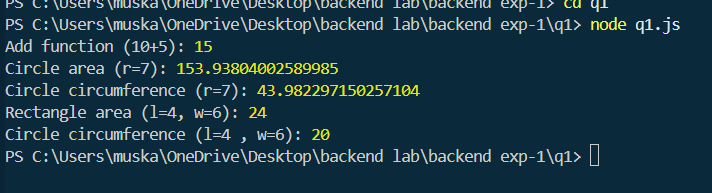 PS C:\Users\muska\OneDrive\Desktop\backend lab\backend exp-1> cd q1
PS C:\Users\muska\OneDrive\Desktop\backend lab\backend exp-1\q1> node q1.js
Add function (10+5): 15
Circle area (r=7): 153.93804002589985
Circle circumference (r=7): 43.982297150257104
Rectangle area (l=4, w=6): 24
Circle circumference (l=4 , w=6): 20
PS C:\Users\muska\OneDrive\Desktop\backend lab\backend exp-1\q1>